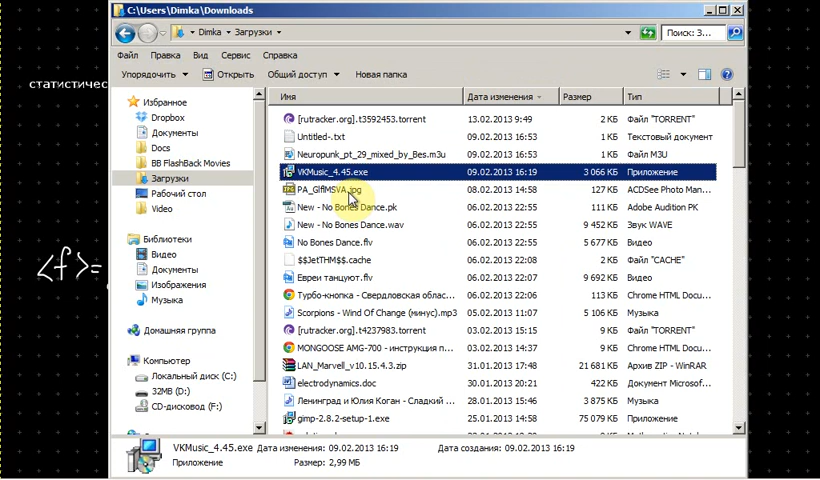 C:\Users\Dimka\Downloads
Dimka
Загрузки
Поиск: З...
Файл Правка Вид Сервис Справка
Упорядочить Открыть Общий доступ Новая папка
статистичес
<f>=
Избранное
Dropbox
Документы
Docs
BB FlashBack Movies
Загрузки
Рабочий стол
Video
Библиотеки
Видео
Документы
Изображения
Музыка
Домашняя группа
Компьютер
Локальный диск (C:)
32MB (D:)
CD-дисковод (F:)
Имя Дата изменения Размер Тип
[rutracker.org].t3592453.torrent 13.02.2013 9:49 2 КБ Файл "TORRENT"
Untitled-.txt 09.02.2013 16:53 1 КБ Текстовый документ
Neuropunk_pt_29_mixed_by_Bes.m3u 09.02.2013 16:53 1 КБ Файл M3U
VKMusic_4.45.exe 09.02.2013 16:19 3 066 КБ Приложение
PA_GlflMSVA.jpg 08.02.2013 14:58 127 КБ ACDSee Photo Man...
New - No Bones Dance.pk 06.02.2013 22:55 111 КБ Adobe Audition PK
New - No Bones Dance.wav 06.02.2013 22:55 9 452 КБ Звук WAVE
No Bones Dance.flv 06.02.2013 22:55 5 677 КБ Видео
$$JetTHM$$.cache 06.02.2013 22:08 2 КБ Файл "CACHE"
Евреи танцуют.flv 06.02.2013 22:07 9 692 КБ Видео
Турбо-кнопка - Свердловская облас... 06.02.2013 22:06 113 КБ Chrome HTML Docu...
Scorpions - Wind Of Change (минус).mp3 05.02.2013 11:07 5 106 КБ Музыка
[rutracker.org].t4237983.torrent 03.02.2013 15:15 9 КБ Файл "TORRENT"
MONGOOSE AMG-700 - инструкция п... 03.02.2013 14:37 9 КБ Chrome HTML Docu...
LAN_Marvell_v10.15.4.3.zip 31.01.2013 17:48 21 681 КБ Архив ZIP - WinRAR
electrodynamics.doc 30.01.2013 20:21 422 КБ Документ Microsof...
Ленинград и Юлия Коган - Сладкий ... 28.01.2013 15:46 3 875 КБ Музыка
gimp-2.8.2-setup-1.exe 25.01.2013 14:58 75 079 КБ Приложение
VKMusic_4.45.exe Дата изменения: 09.02.2013 16:19 Дата создания: 09.02.2013 16:19
Приложение Размер: 2,99 МБ